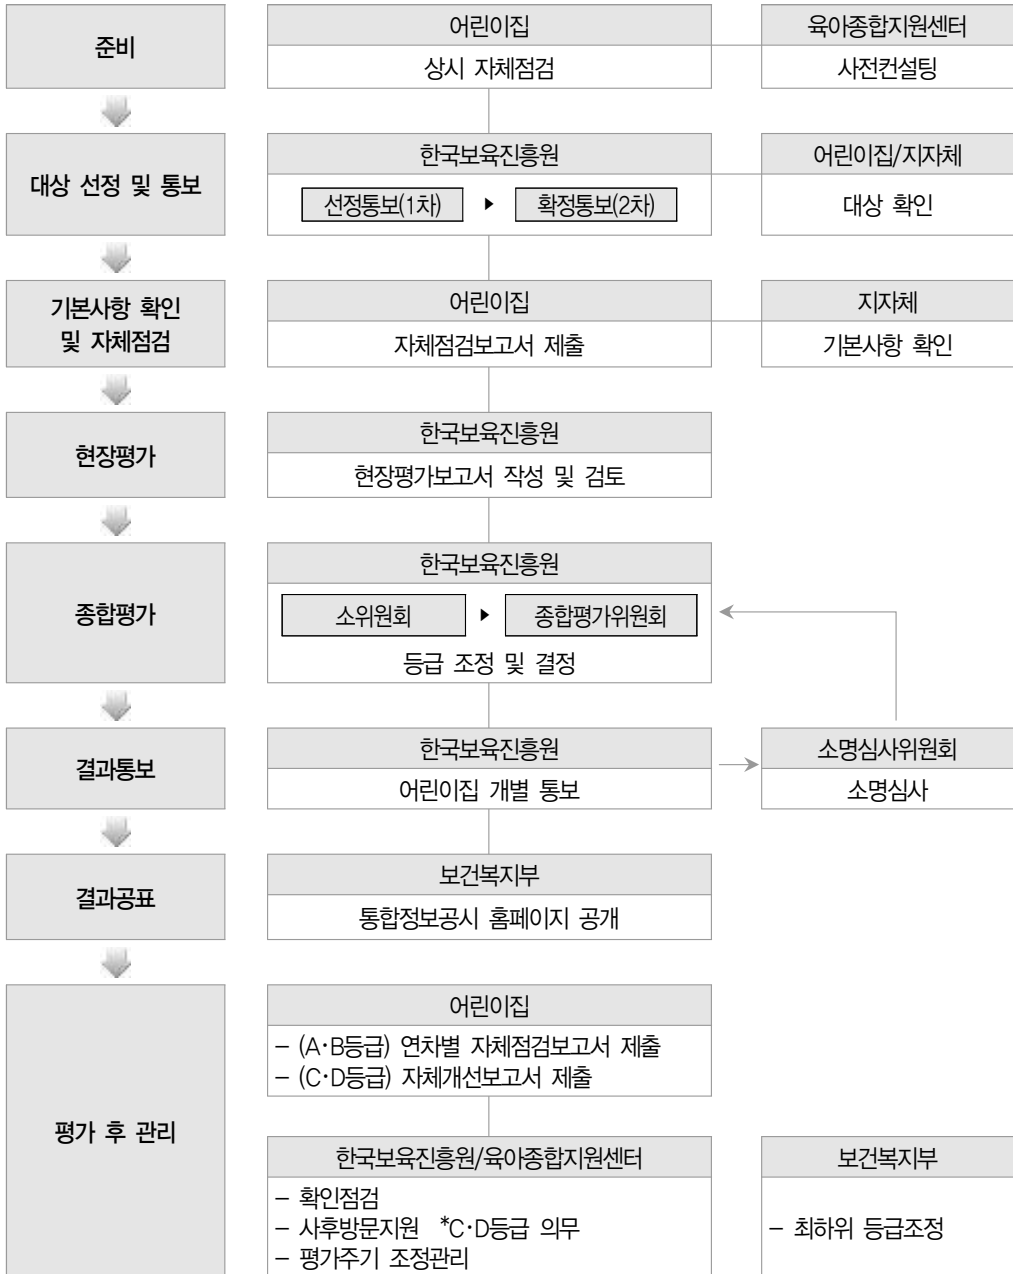 준비
어린이집
상시 자체점검
육아종합지원센터
사전컨설팅
대상 선정 및 통보
한국보육진흥원
선정통보(1차) ▶ 확정통보(2차)
어린이집/지자체
대상 확인
기본사항 확인
및 자체점검
어린이집
자체점검보고서 제출
지자체
기본사항 확인
현장평가
한국보육진흥원
현장평가보고서 작성 및 검토
종합평가
한국보육진흥원
소위원회 ▶ 종합평가위원회
등급 조정 및 결정
결과통보
한국보육진흥원
어린이집 개별 통보
소명심사위원회
소명심사
결과공표
보건복지부
통합정보공시 홈페이지 공개
평가 후 관리
어린이집
– (A·B등급) 연차별 자체점검보고서 제출
– (C·D등급) 자체개선보고서 제출
한국보육진흥원/육아종합지원센터
– 확인점검
– 사후방문지원 *C·D등급 의무
– 평가주기 조정관리
보건복지부
– 최하위 등급조정